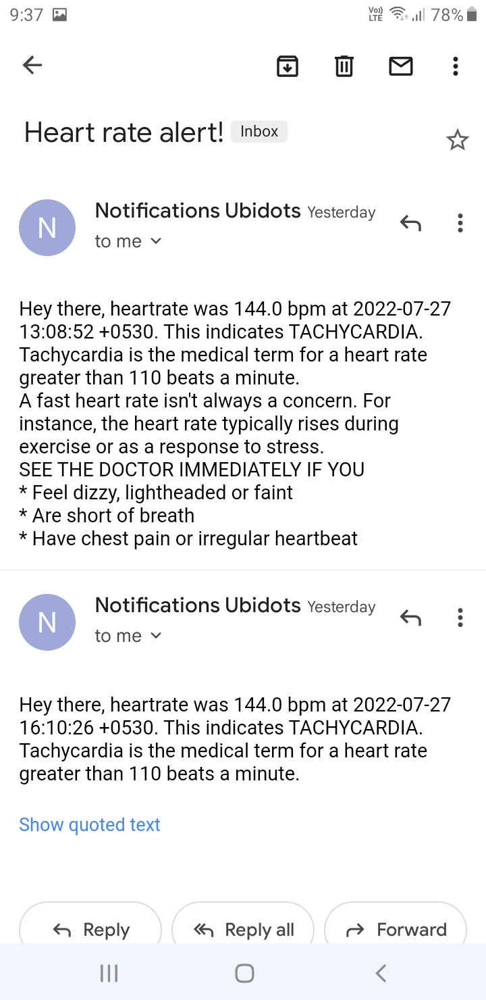 9:37 Vo)) LTE 78%
Heart rate alert! Inbox
N
Notifications Ubidots Yesterday
to me
Hey there, heartrate was 144.0 bpm at 2022-07-27
13:08:52 +0530. This indicates TACHYCARDIA.
Tachycardia is the medical term for a heart rate
greater than 110 beats a minute.
A fast heart rate isn't always a concern. For
instance, the heart rate typically rises during
exercise or as a response to stress.
SEE THE DOCTOR IMMEDIATELY IF YOU
* Feel dizzy, lightheaded or faint
* Are short of breath
* Have chest pain or irregular heartbeat
N
Notifications Ubidots Yesterday
to me
Hey there, heartrate was 144.0 bpm at 2022-07-27
16:10:26 +0530. This indicates TACHYCARDIA.
Tachycardia is the medical term for a heart rate
greater than 110 beats a minute.
Show quoted text
Reply Reply all Forward